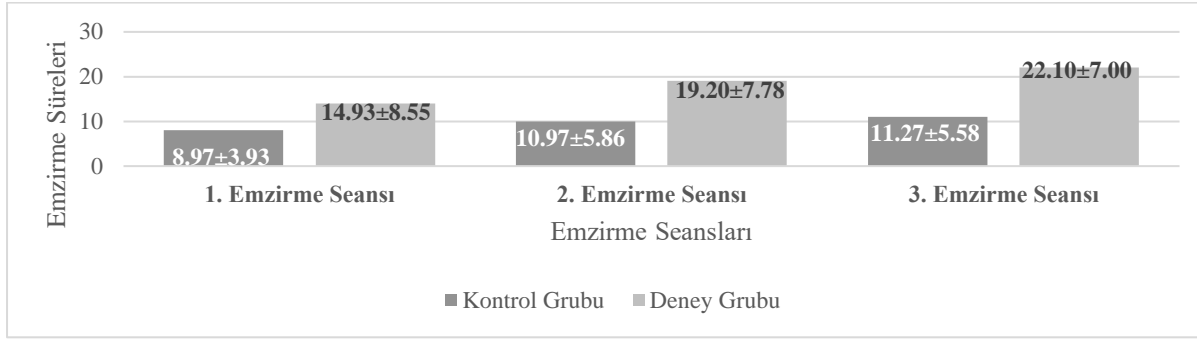 Emzirme Süreleri
30
20
10
0
8.97±3.93
14.93±8.55
10.97±5.86
19.20±7.78
11.27±5.58
22.10±7.00
1. Emzirme Seansı
2. Emzirme Seansı
3. Emzirme Seansı
Emzirme Seansları
Kontrol Grubu
Deney Grubu